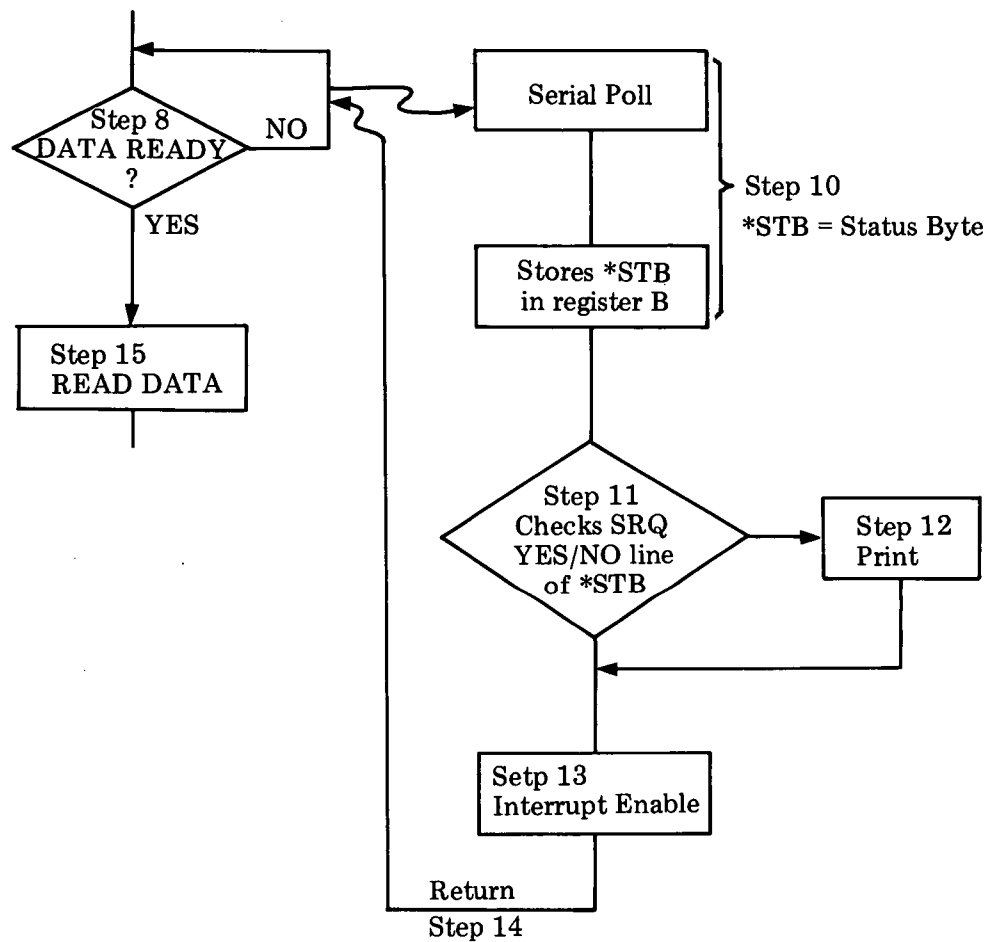 Step 8
DATA READY
?
NO
YES
Step 15
READ DATA
Serial Poll
Stores *STB
in register B
Step 10
*STB = Status Byte
Step 11
Checks SRQ
YES/NO line
of *STB
Step 12
Print
Setp 13
Interrupt Enable
Return
Step 14